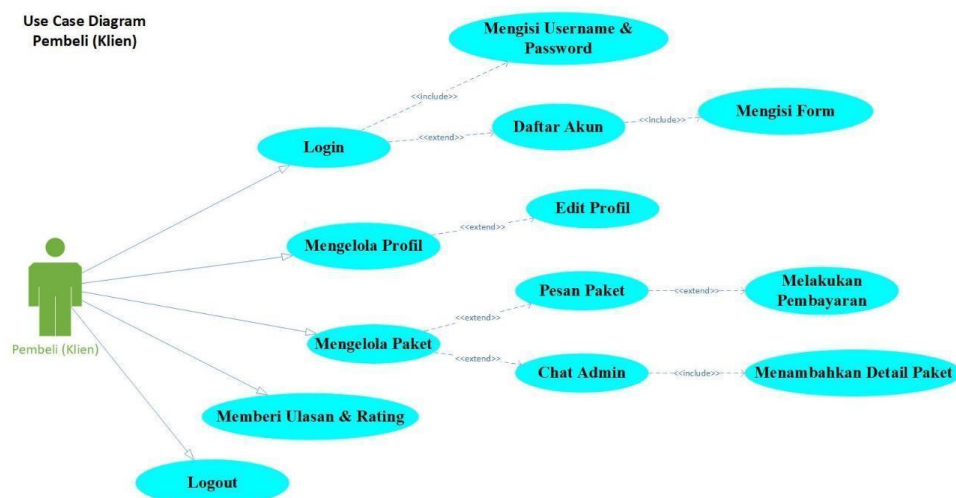 Use Case Diagram
Pembeli (Klien)
Mengisi Username &
Password
<<include>>
Login
<<extend>>
Daftar Akun
<<include>>
Mengisi Form
Mengelola Profil
<<extend>>
Edit Profil
Pembeli (Klien)
Mengelola Paket
<<extend>>
Pesan Paket
<<extend>>
Melakukan
Pembayaran
<<extend>>
Chat Admin
<<include>>
Menambahkan Detail Paket
Memberi Ulasan & Rating
Logout